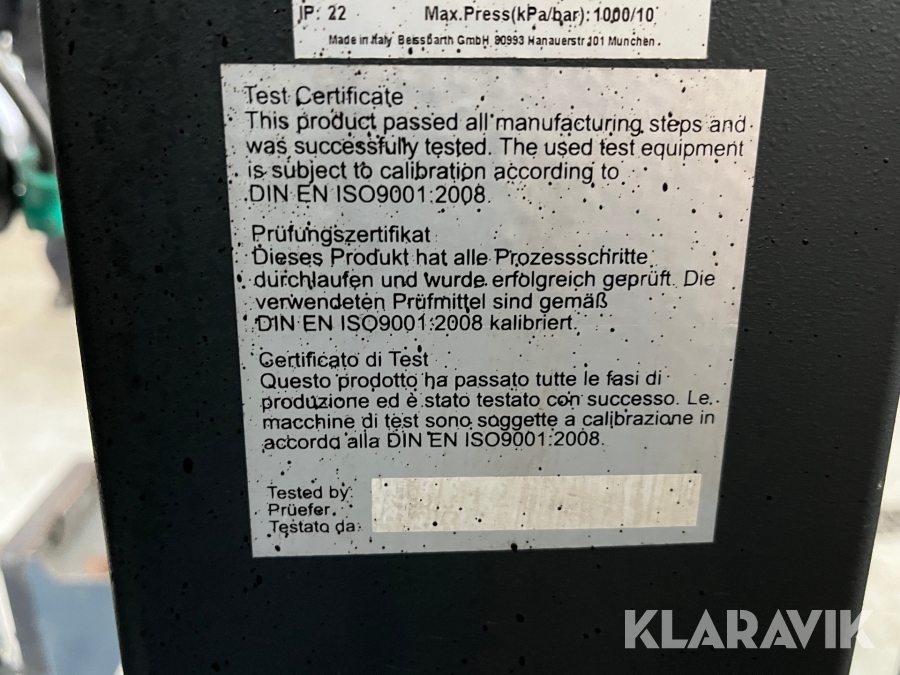 IP: 22 Max.Press(kPa/bar): 1000/10
Made in Italy Beissbarth GmbH, 80993 Hanauerstr 101 Munchen.
Test Certificate
This product passed all manufacturing steps and
was successfully tested. The used test equipment
is subject to calibration according to
DIN EN ISO9001:2008.
Prüfungszertifikat
Dieses Produkt hat alle Prozessschritte
durchlaufen und wurde erfolgreich geprüft. Die
verwendeten Prüfmittel sind gemäß
DIN EN ISO9001:2008 kalibriert.
Certificato di Test
Questo prodotto ha passato tutte le fasi di
produzione ed è stato testato con successo. Le
macchine di test sono soggette a calibrazione in
accordo alla DIN EN ISO9001:2008.
Tested by:
Prüefer:
Testato da:
KLARAVIK